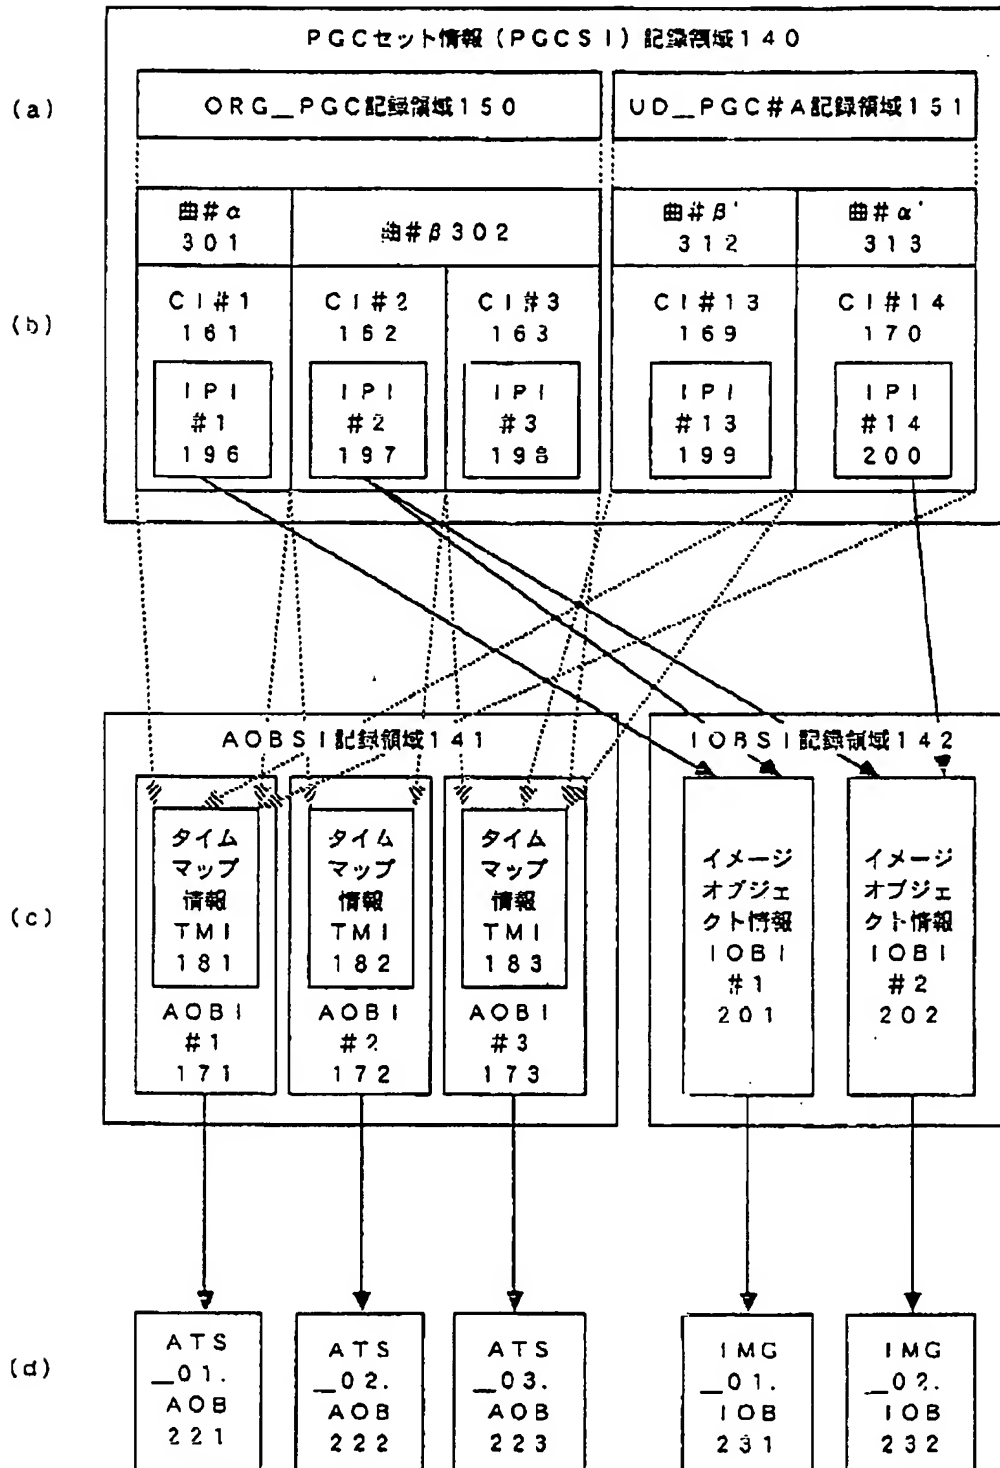 PGCセット情報(PGCSI)記録領域140
(a)
ORG__PGC記録領域150
UD__PGC#A記録領域151
曲#α
301
曲#β302
曲#β'
312
曲#α'
313
(b)
CI#1
161
CI#2
162
CI#3
163
CI#13
169
CI#14
170
IPI
#1
196
IPI
#2
197
IPI
#3
198
IPI
#13
199
IPI
#14
200
AOBSI記録領域141
IOBSI記録領域142
(c)
タイム
マップ
情報
TMI
181
AOBI
#1
171
タイム
マップ
情報
TMI
182
AOBI
#2
172
タイム
マップ
情報
TMI
183
AOBI
#3
173
イメージ
オブジェ
クト情報
IOBI
#1
201
イメージ
オブジェ
クト情報
IOBI
#2
202
(d)
ATS
__01.
AOB
221
ATS
__02.
AOB
222
ATS
__03.
AOB
223
IMG
__01.
IOB
231
IMG
__02.
IOB
232